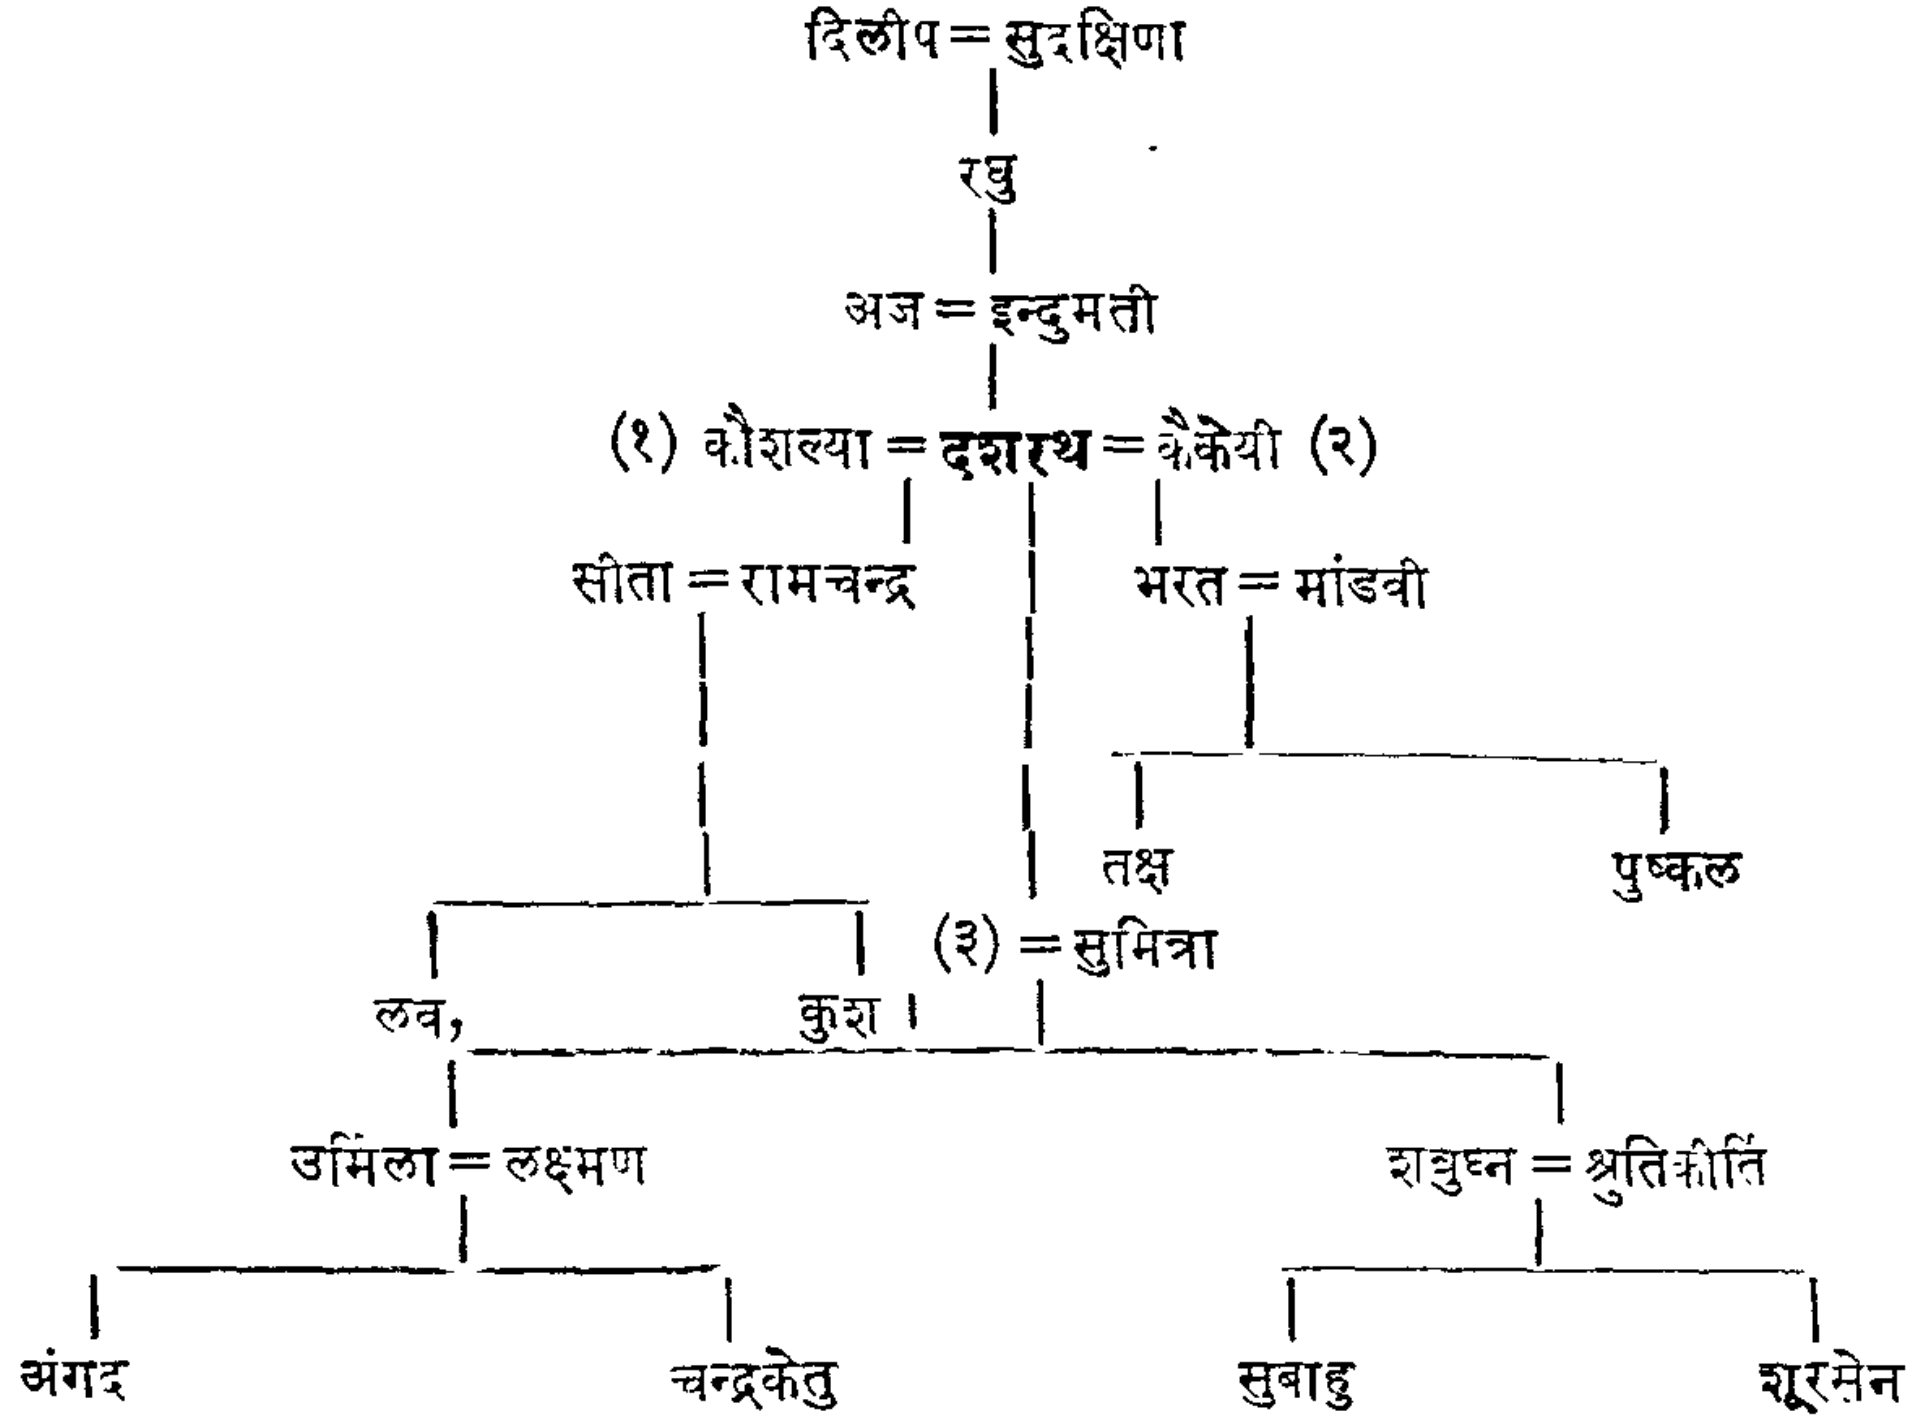 दिलीप = सुदक्षिणा
रघु
अज = इन्दुमती
(१) कौशल्या = दशरथ = कैकेयी (२)
सीता = रामचन्द्र भरत = मांडवी
तक्ष पुष्कल
(३) = सुमित्रा
लव, कुश ।
उर्मिला = लक्ष्मण शत्रुघ्न = श्रुतिकीर्ति
अंगद चन्द्रकेतु सुबाहु शूरसेन